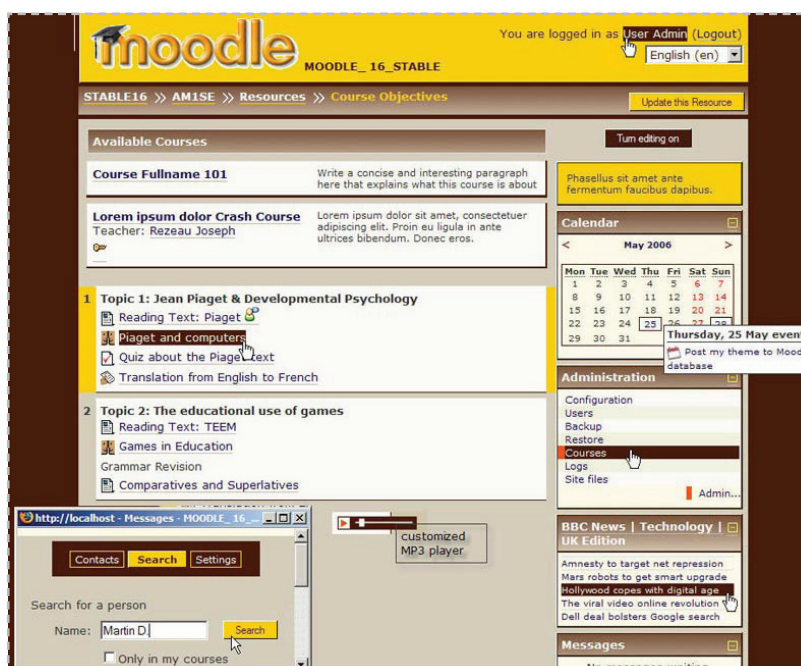 You are logged in as User Admin (Logout)
moodle
MOODLE_ 16_STABLE
English (en)
STABLE16 » AM1SE » Resources » Course Objectives
Update this Resource
Available Courses
Turn editing on
Course Fullname 101
Write a concise and interesting paragraph
here that explains what this course is about
Phasellus sit amet ante
fermentum faucibus dapibus.
Lorem ipsum dolor Crash Course
Teacher: Rezeau Joseph
Lorem ipsum dolor sit amet, consectetuer
adipiscing elit. Proin eu ligula in ante
ultrices bibendum. Donec eros.
Calendar
< May 2006 >
Mon Tue Wed Thu Fri Sat Sun
1 2 3 4 5 6 7
8 9 10 11 12 13 14
15 16 17 18 19 20 21
22 23 24 25 26 27 28
29 30 31
Thursday, 25 May event
Post my theme to Mood
database
1 Topic 1: Jean Piaget & Developmental Psychology
Reading Text: Piaget
Piaget and computers
Quiz about the Piaget text
Translation from English to French
2 Topic 2: The educational use of games
Reading Text: TEEM
Games in Education
Grammar Revision
Comparatives and Superlatives
Administration
Configuration
Users
Backup
Restore
Courses
Logs
Site files
Admin...
http://localhost - Messages - MOODLE_ 16_...
Contacts Search Settings
Search for a person
Name: Martin D. Search
Only in my courses
customized
MP3 player
BBC News | Technology |
UK Edition
Amnesty to target net repression
Mars robots to get smart upgrade
Hollywood copes with digital age
The viral video online revolution
Dell deal bolsters Google search
Messages
No messages waiting